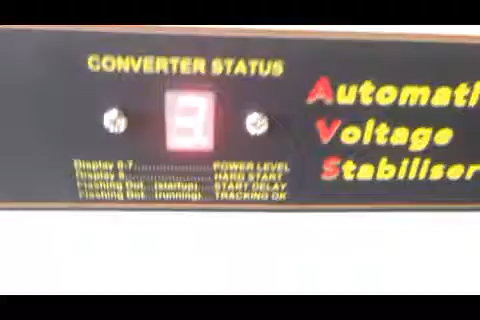 CONVERTER STATUS
3.
Automati
Voltage
Stabiliser
Display 0-7 POWER LEVEL
Display HARD START
Flashing Dot (startup) START DELAY
Flashing Dot (running) TRACKING OK